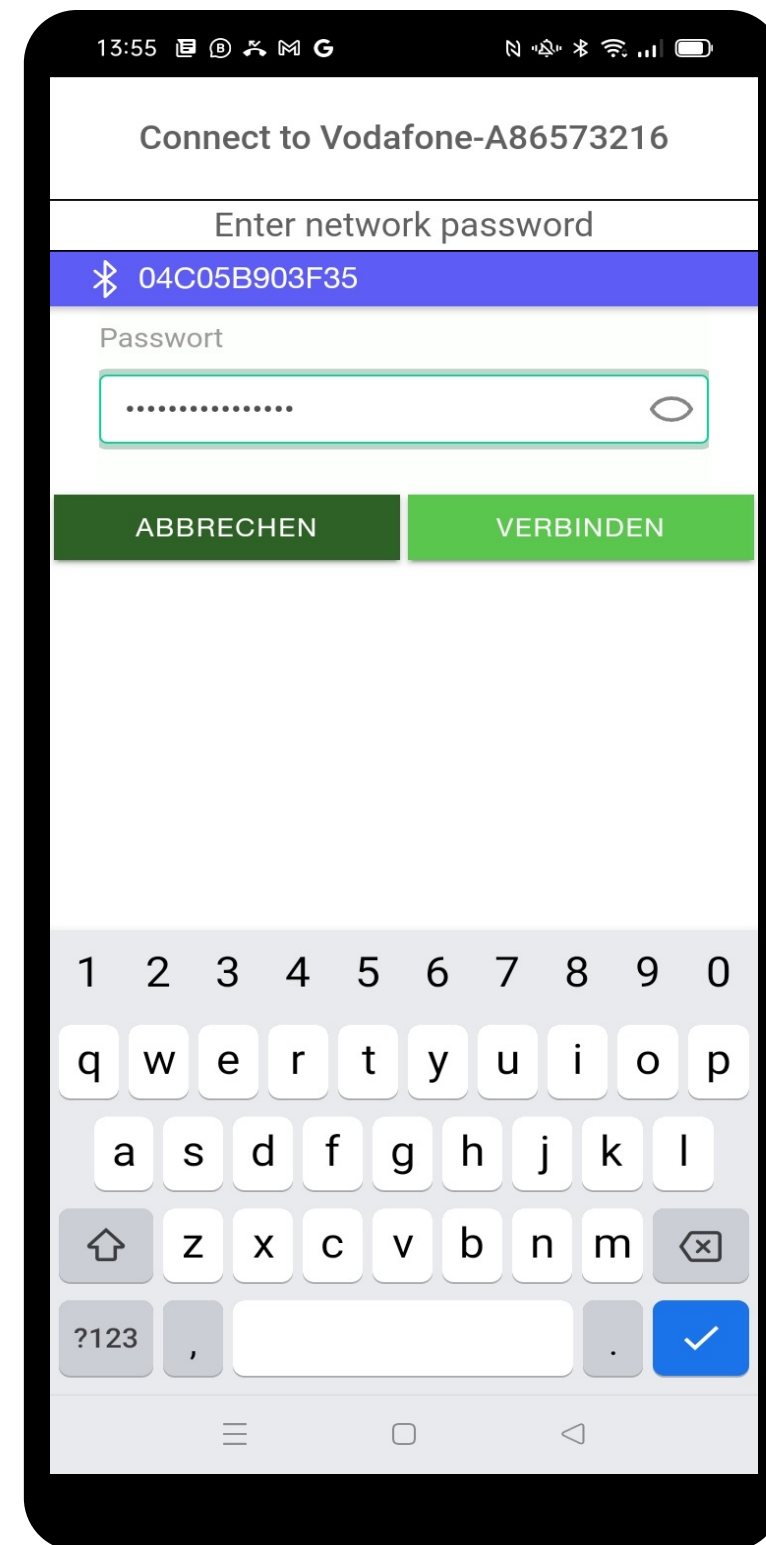 13:55
Connect to Vodafone-A86573216
Enter network password
04C05B903F35
Passwort
••••••••••••••••
ABBRECHEN VERBINDEN
1 2 3 4 5 6 7 8 9 0
q w e r t y u i o p
a s d f g h j k l
z x c v b n m
?123 , .